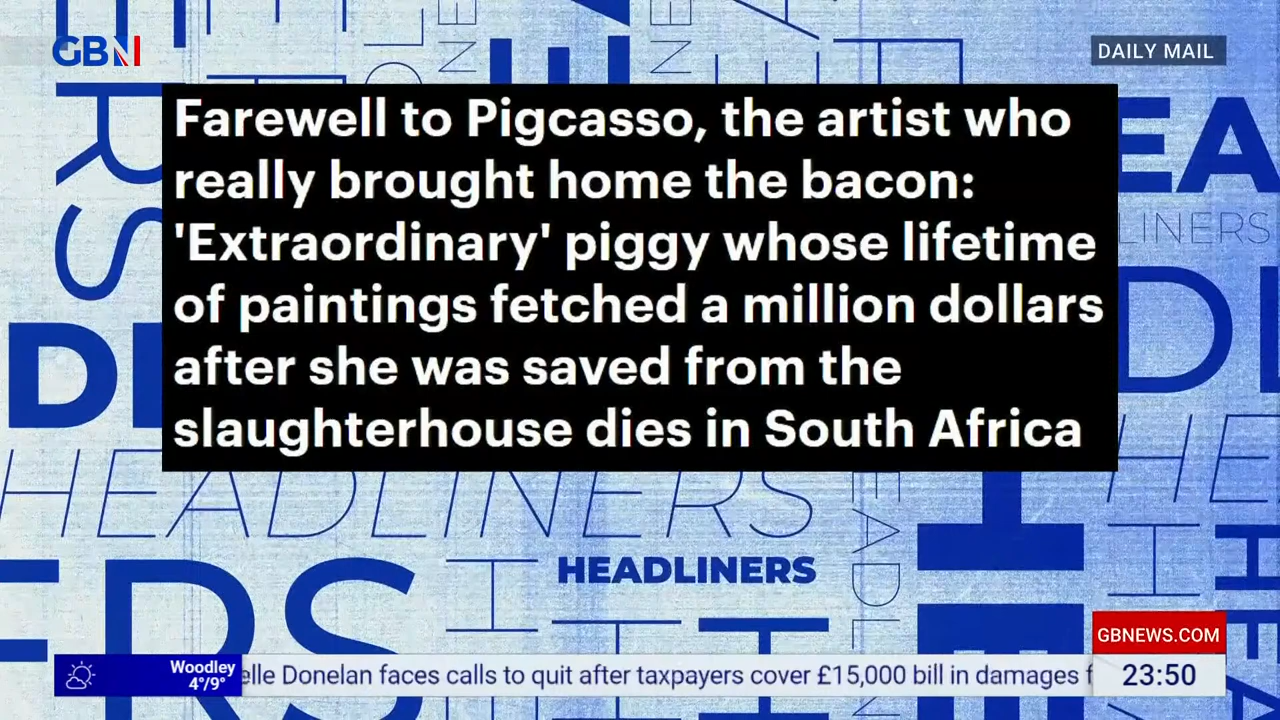 GBN
DAILY MAIL
Farewell to Pigcasso, the artist who
really brought home the bacon:
'Extraordinary' piggy whose lifetime
of paintings fetched a million dollars
after she was saved from the
slaughterhouse dies in South Africa
LINERS
HEADLINERS
HEADLINERS
GBNEWS.COM
Woodley
4°/9°
elle Donelan faces calls to quit after taxpayers cover £15,000 bill in damages f
23:50